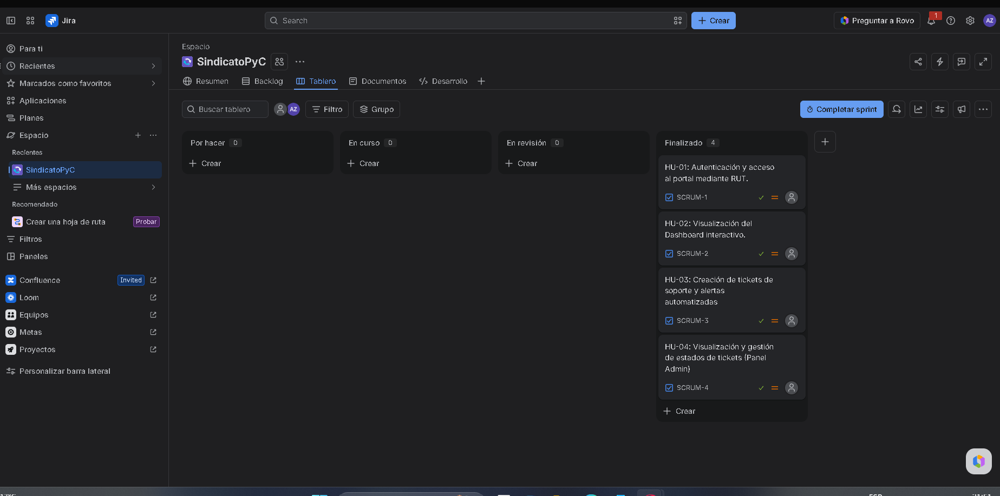 Jira
Search
Crear
Preguntar a Rovo
1
AZ
Para ti
Recientes
Marcados como favoritos
Aplicaciones
Planes
Espacio
Recientes
SindicatoPyC
Más espacios
Recomendado
Crear una hoja de ruta
Probar
Filtros
Paneles
Confluence
Invited
Loom
Equipos
Metas
Proyectos
Personalizar barra lateral
Espacio
SindicatoPyC
Resumen
Backlog
Tablero
Documentos
Desarrollo
Buscar tablero
AZ
Filtro
Grupo
Completar sprint
Por hacer 0
Crear
En curso 0
Crear
En revisión 0
Crear
Finalizado 4
HU-01: Autenticación y acceso
al portal mediante RUT.
SCRUM-1
HU-02: Visualización del
Dashboard interactivo.
SCRUM-2
HU-03: Creación de tickets de
soporte y alertas
automatizadas
SCRUM-3
HU-04: Visualización y gestión
de estados de tickets (Panel
Admin)
SCRUM-4
Crear